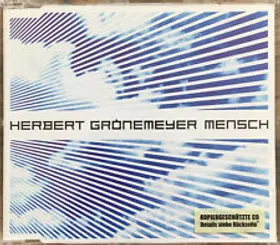 HERBERT GRÖNEMEYER MENSCH
KOPIERGESCHÜTZTE CD
Details siehe Rückseite